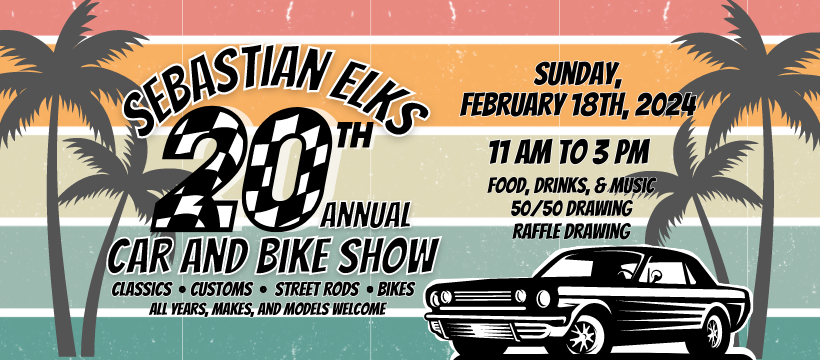 SEBASTIAN ELKS
20TH
ANNUAL
CAR AND BIKE SHOW
CLASSICS • CUSTOMS • STREET RODS • BIKES
ALL YEARS, MAKES, AND MODELS WELCOME
SUNDAY,
FEBRUARY 18TH, 2024
11 AM TO 3 PM
FOOD, DRINKS, & MUSIC
50/50 DRAWING
RAFFLE DRAWING